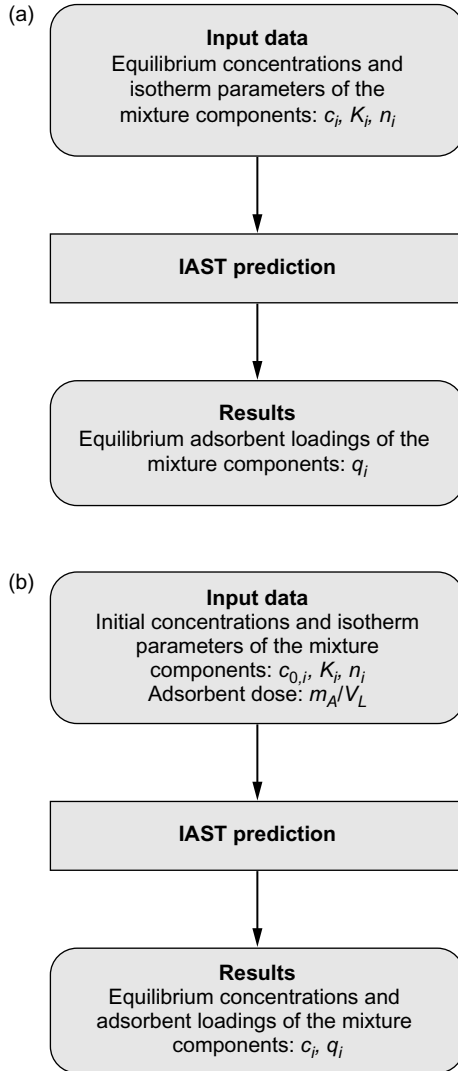 (a)
Input data
Equilibrium concentrations and
isotherm parameters of the
mixture components: cᵢ, Kᵢ, nᵢ
IAST prediction
Results
Equilibrium adsorbent loadings of the
mixture components: qᵢ
(b)
Input data
Initial concentrations and isotherm
parameters of the mixture
components: c₀,ᵢ, Kᵢ, nᵢ
Adsorbent dose: m_A/V_L
IAST prediction
Results
Equilibrium concentrations and
adsorbent loadings of the mixture
components: cᵢ, qᵢ